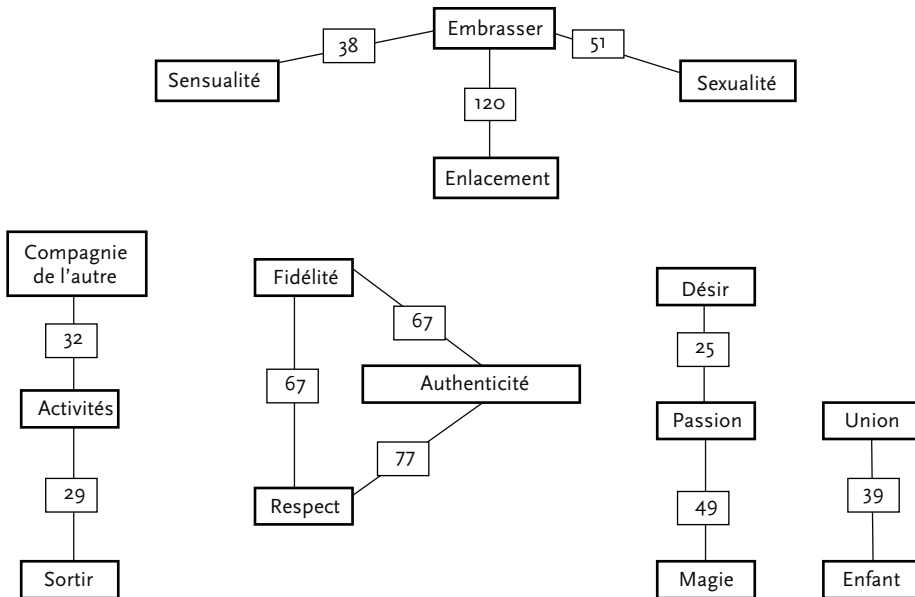 Embrasser
38
51
Sensualité
Sexualité
120
Enlacement
Compagnie
de l'autre
Fidélité
Désir
32
67
25
67
Authenticité
Activités
Passion
Union
77
29
Respect
49
39
Sortir
Magie
Enfant